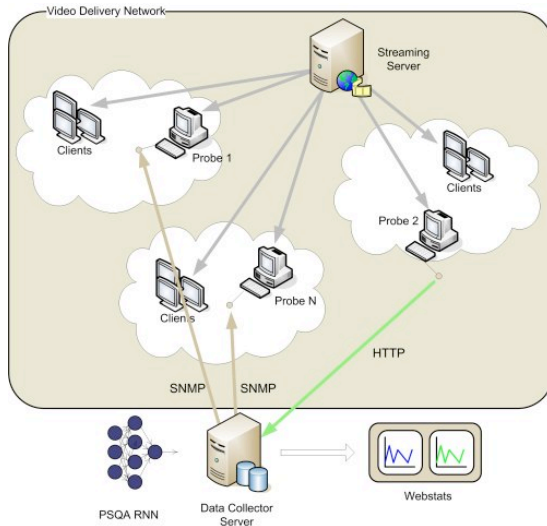 Video Delivery Network
Streaming
Server
Clients
Probe 1
Clients
Probe 2
Clients
Probe N
HTTP
SNMP
SNMP
PSQA RNN
Data Collector
Server
Webstats